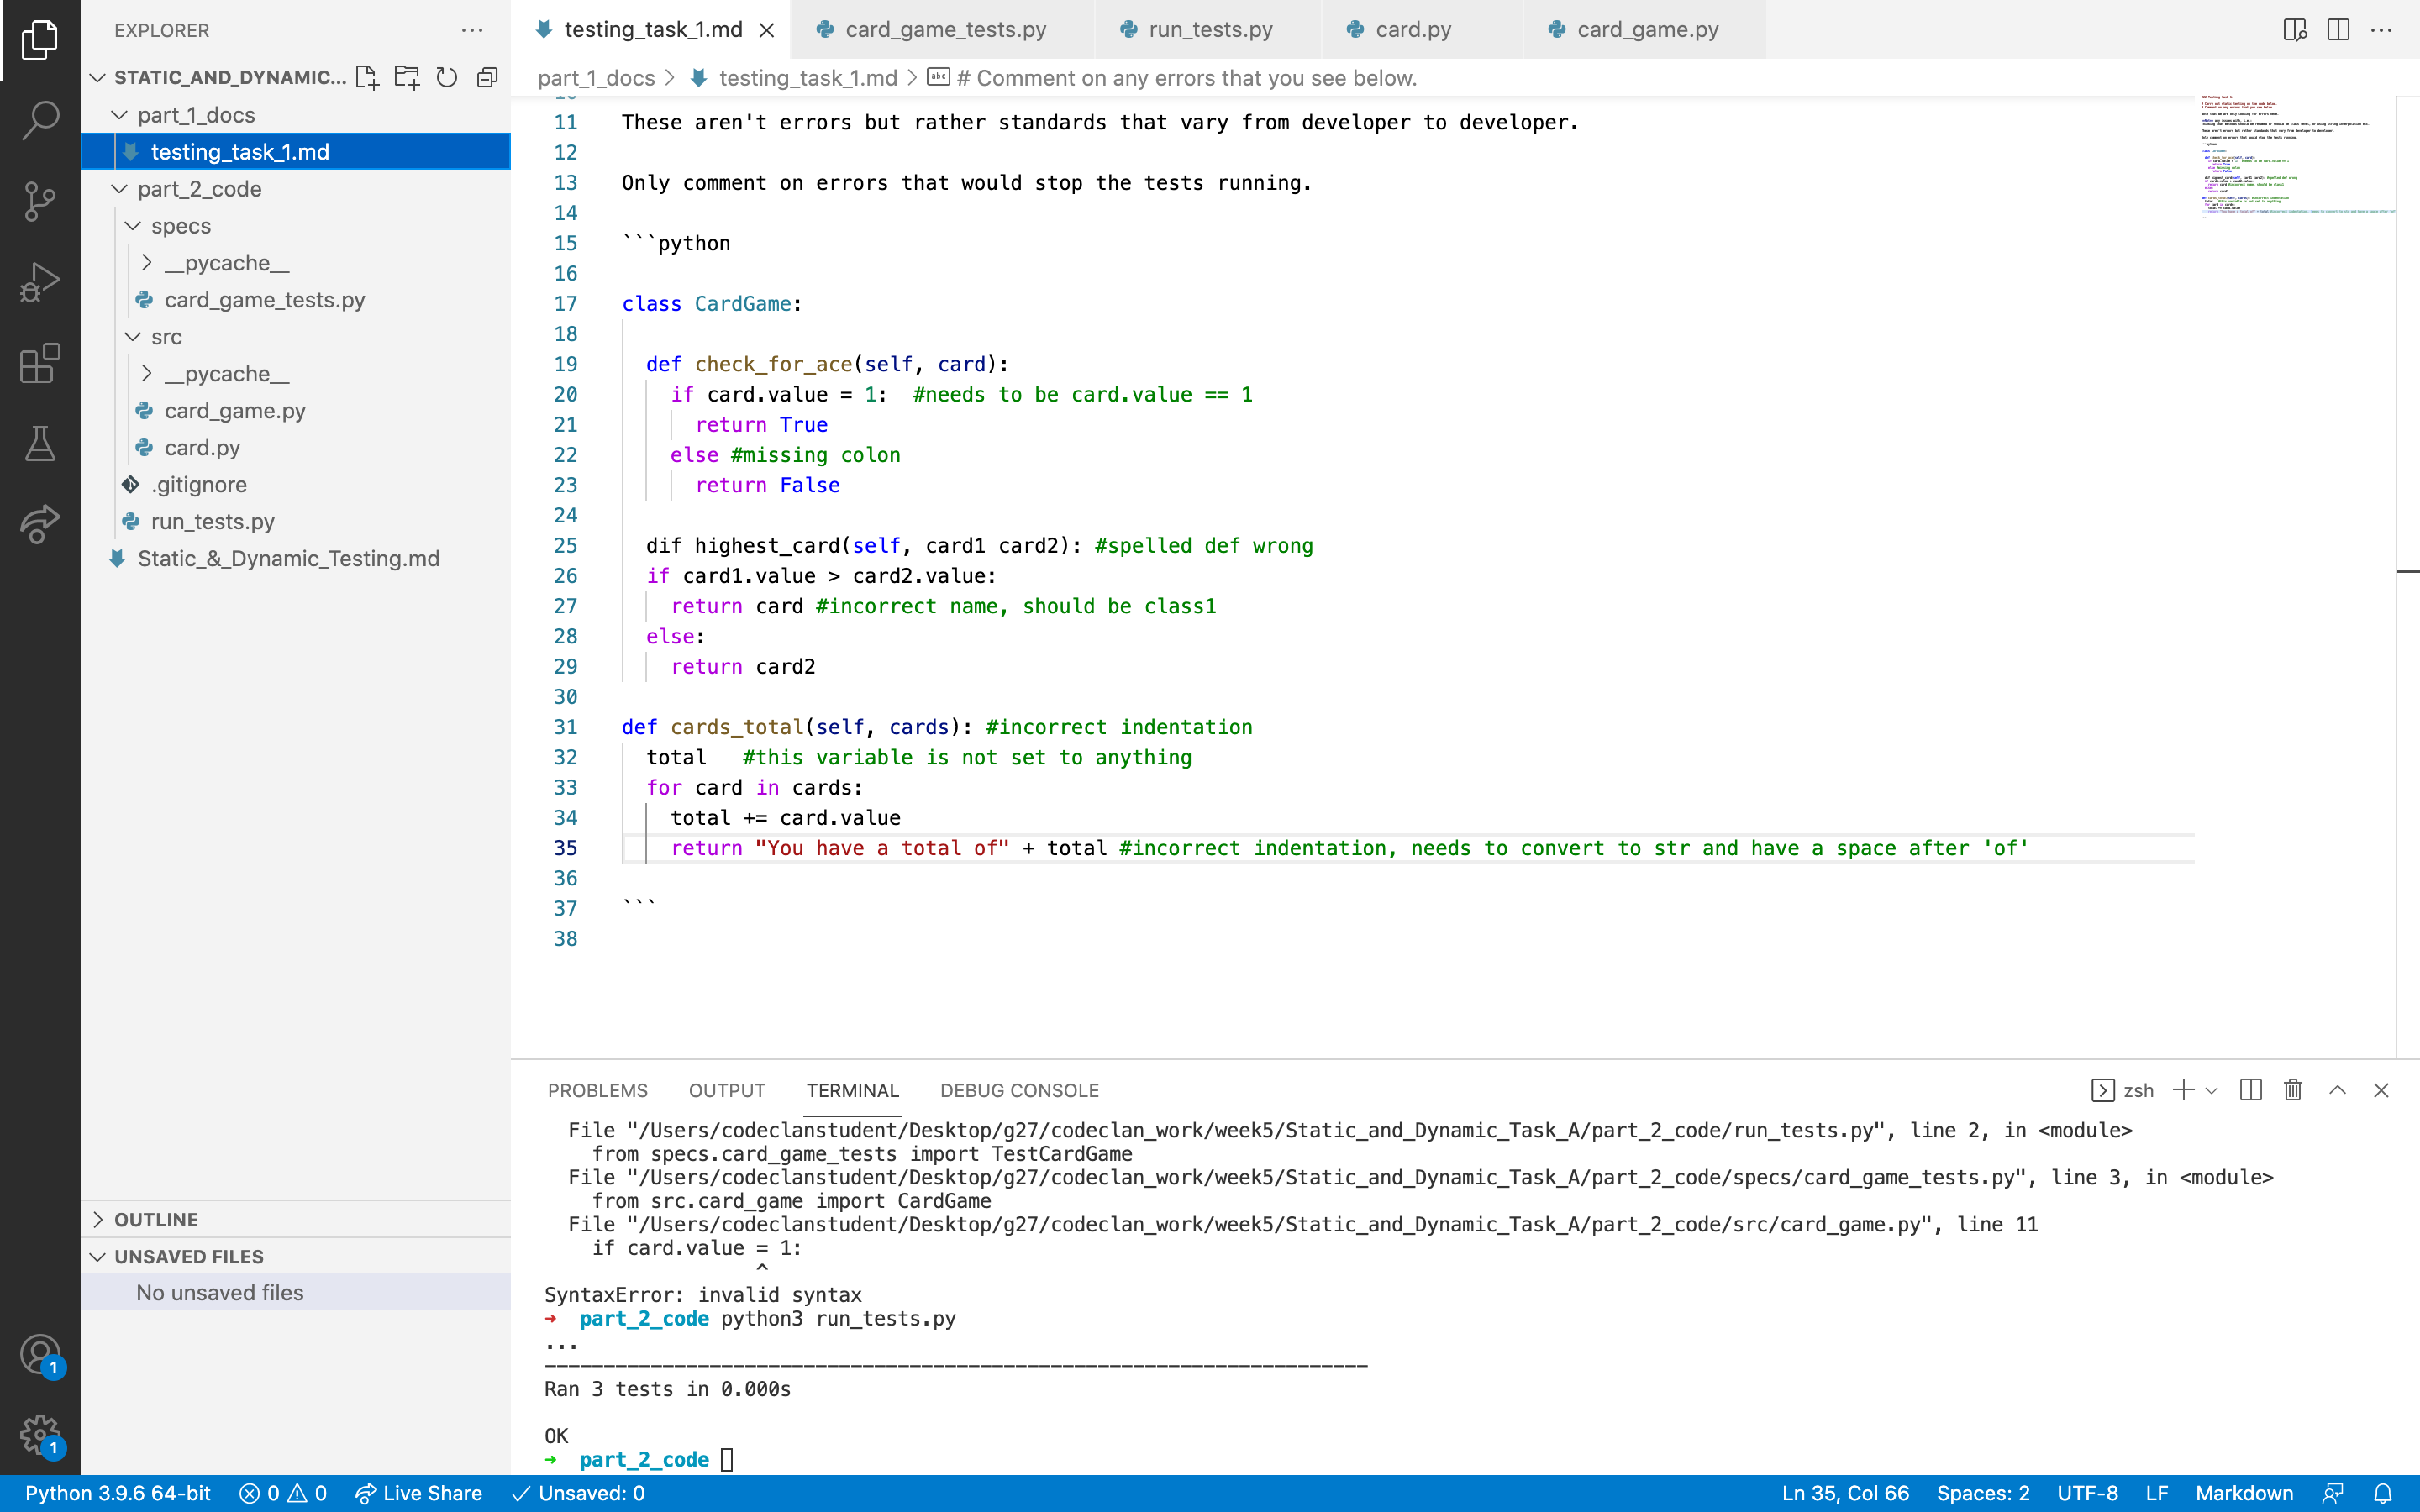 EXPLORER
STATIC_AND_DYNAMIC...
part_1_docs
testing_task_1.md
part_2_code
specs
__pycache__
card_game_tests.py
src
__pycache__
card_game.py
card.py
.gitignore
run_tests.py
Static_&_Dynamic_Testing.md
OUTLINE
UNSAVED FILES
No unsaved files
1
1
testing_task_1.md
card_game_tests.py
run_tests.py
card.py
card_game.py
part_1_docs > testing_task_1.md > abc # Comment on any errors that you see below.
11 These aren't errors but rather standards that vary from developer to developer.
12
13 Only comment on errors that would stop the tests running.
14
15 ```python
16
17 class CardGame:
18
19 def check_for_ace(self, card):
20 if card.value = 1:  #needs to be card.value == 1
21 return True
22 else #missing colon
23 return False
24
25 dif highest_card(self, card1 card2): #spelled def wrong
26 if card1.value > card2.value:
27 return card #incorrect name, should be class1
28 else:
29 return card2
30
31 def cards_total(self, cards): #incorrect indentation
32 total   #this variable is not set to anything
33 for card in cards:
34 total += card.value
35 return "You have a total of" + total #incorrect indentation, needs to convert to str and have a space after 'of'
36
37 ```
38
PROBLEMS OUTPUT TERMINAL DEBUG CONSOLE
zsh
File "/Users/codeclanstudent/Desktop/g27/codeclan_work/week5/Static_and_Dynamic_Task_A/part_2_code/run_tests.py", line 2, in <module>
from specs.card_game_tests import TestCardGame
File "/Users/codeclanstudent/Desktop/g27/codeclan_work/week5/Static_and_Dynamic_Task_A/part_2_code/specs/card_game_tests.py", line 3, in <module>
from src.card_game import CardGame
File "/Users/codeclanstudent/Desktop/g27/codeclan_work/week5/Static_and_Dynamic_Task_A/part_2_code/src/card_game.py", line 11
if card.value = 1:
^
SyntaxError: invalid syntax
➜ part_2_code python3 run_tests.py
...
----------------------------------------------------------------------
Ran 3 tests in 0.000s
OK
➜ part_2_code
Python 3.9.6 64-bit 0 0 Live Share Unsaved: 0 Ln 35, Col 66 Spaces: 2 UTF-8 LF Markdown